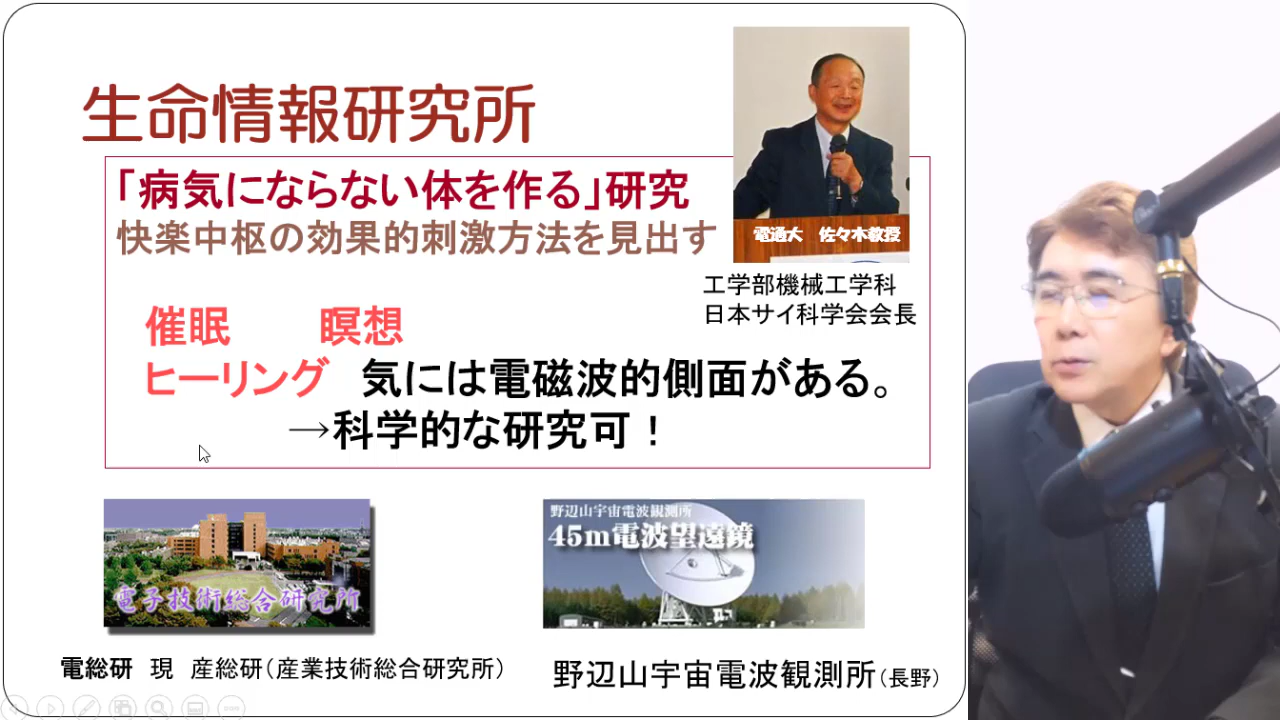 生命情報研究所
「病気にならない体を作る」研究
快楽中枢の効果的刺激方法を見出す
電通大 佐々木教授
工学部機械工学科
日本サイ科学会会長
催眠 瞑想
ヒーリング 気には電磁波的側面がある。
→科学的な研究可!
電子技術総合研究所
野辺山宇宙電波観測所
45m電波望遠鏡
電総研 現 産総研(産業技術総合研究所)
野辺山宇宙電波観測所(長野)